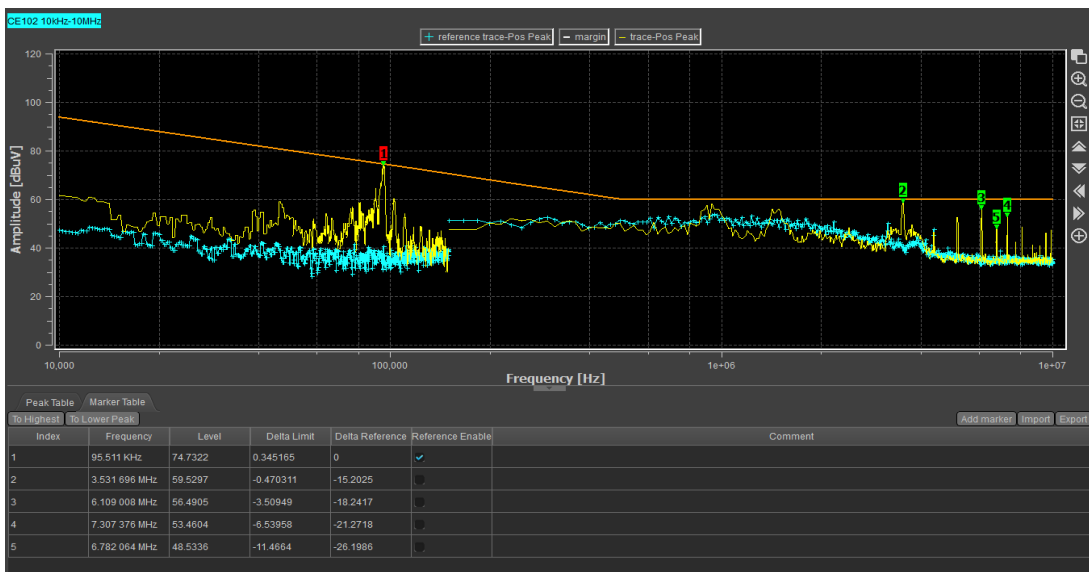 CE102 10kHz-10MHz
reference trace-Pos Peak margin trace-Pos Peak
120
100
80
60
40
20
0
Amplitude [dBuV]
1
2
3
4
5
10,000 100,000 1e+06 1e+07
Frequency [Hz]
Peak Table Marker Table
To Highest To Lower Peak Add marker Import Export
Index Frequency Level Delta Limit Delta Reference Reference Enable Comment
1 95.511 KHz 74.7322 0.345165 0
2 3.531 696 MHz 59.5297 -0.470311 -15.2025
3 6.109 008 MHz 56.4905 -3.50949 -18.2417
4 7.307 376 MHz 53.4604 -6.53958 -21.2718
5 6.782 064 MHz 48.5336 -11.4664 -26.1986